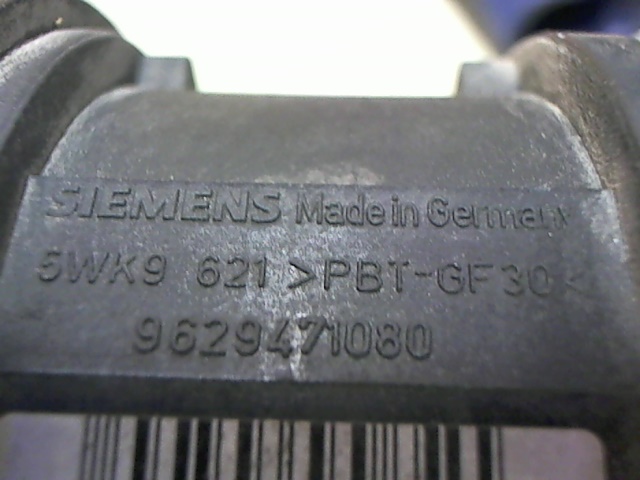 SIEMENS Made in Germany
5WK9 621 >PBT-GF30<
9629471080